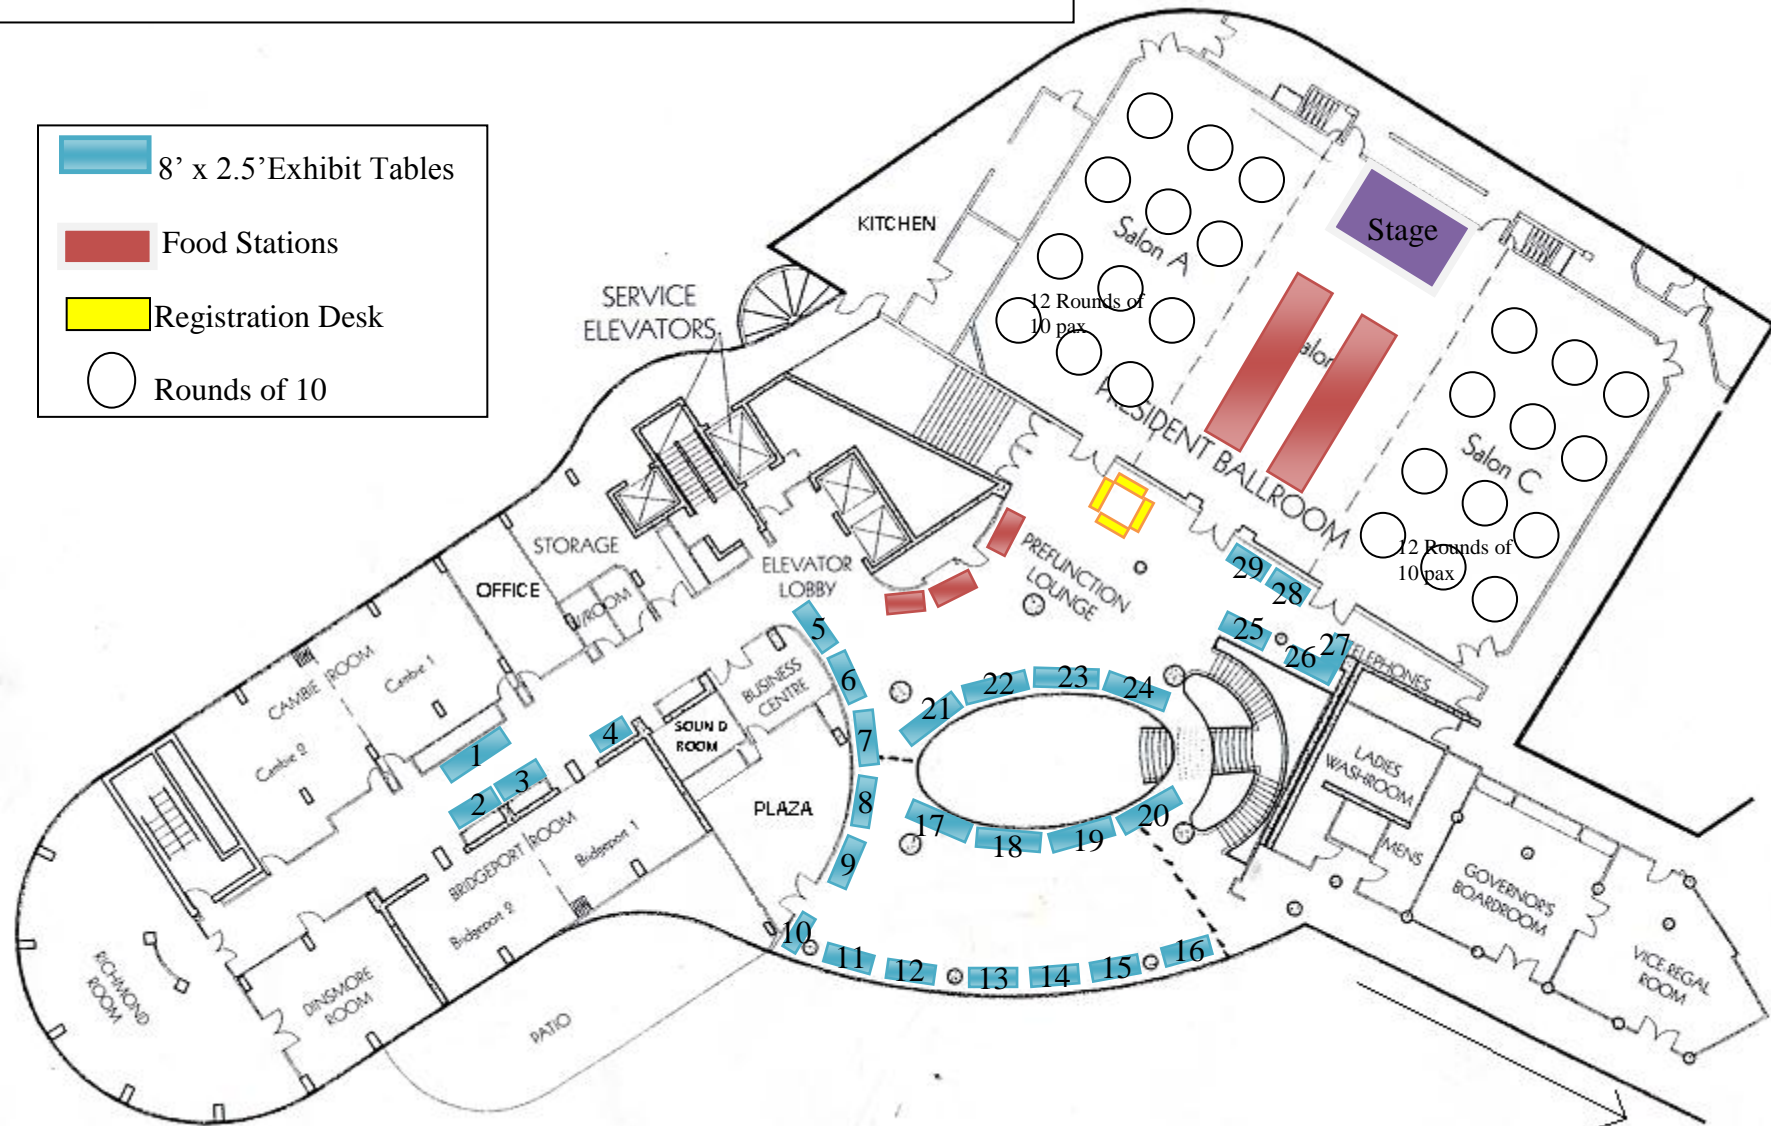 8’ x 2.5’Exhibit Tables
Food Stations
Registration Desk
Rounds of 10
KITCHEN
SERVICE
ELEVATORS
Salon A
12 Rounds of
10 pax
Stage
alon
PRESIDENT BALLROOM
Salon C
12 Rounds of
10 pax
STORAGE
OFFICE
ELEVATOR
LOBBY
PREFUNCTION
LOUNGE
CAMBIE ROOM
Cambie 1
Cambie 2
BUSINESS
CENTRE
SOUND
ROOM
PLAZA
BRIDGEPORT ROOM
Bridgeport 1
Bridgeport 2
RICHMOND
ROOM
DINSMORE
ROOM
PATIO
ELEPHONES
LADIES
WASHROOM
MENS
GOVERNOR'S
BOARDROOM
VICE-REGAL
ROOM
1
2
3
4
5
6
7
8
9
10
11
12
13
14
15
16
17
18
19
20
21
22
23
24
25
26
27
28
29